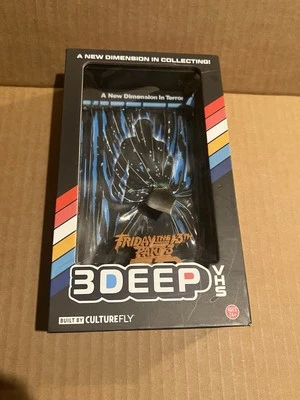 A NEW DIMENSION IN COLLECTING!
A New Dimension In Terror
FRIDAY THE 13TH
PART 3
3DEEP VHS
BUILT BY CULTUREFLY